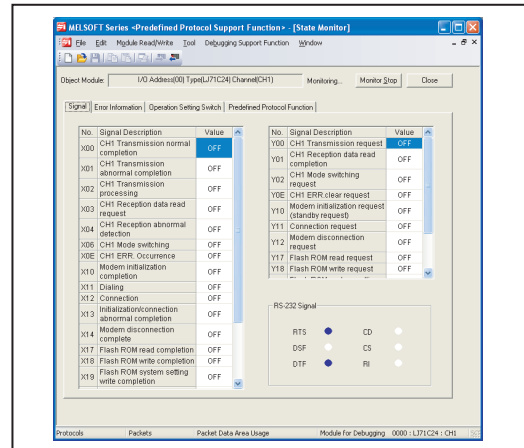 MELSOFT Series <Predefined Protocol Support Function> - [State Monitor]
File Edit Module Read/Write Tool Debugging Support Function Window
Object Module: I/O Address(00) Type(LJ71C24) Channel(CH1) Monitoring... Monitor Stop Close
Signal Error Information Operation Setting Switch Predefined Protocol Function
No. Signal Description Value
X00 CH1 Transmission normal completion OFF
X01 CH1 Transmission abnormal completion OFF
X02 CH1 Transmission processing OFF
X03 CH1 Reception data read request OFF
X04 CH1 Reception abnormal detection OFF
X06 CH1 Mode switching OFF
X0E CH1 ERR. Occurrence OFF
X10 Modem initialization completion OFF
X11 Dialing OFF
X12 Connection OFF
X13 Initialization/connection abnormal completion OFF
X14 Modem disconnection complete OFF
X17 Flash ROM read completion OFF
X18 Flash ROM write completion OFF
X19 Flash ROM system setting write completion OFF
No. Signal Description Value
Y00 CH1 Transmission request OFF
Y01 CH1 Reception data read completion OFF
Y02 CH1 Mode switching request OFF
Y0E CH1 ERR.clear request OFF
Y10 Modem initialization request (standby request) OFF
Y11 Connection request OFF
Y12 Modem disconnection request OFF
Y17 Flash ROM read request OFF
Y18 Flash ROM write request OFF
RS-232 Signal
RTS CD
DSF CS
DTF RI
Protocols Packets Packet Data Area Usage Module for Debugging 0000 : LJ71C24 : CH1